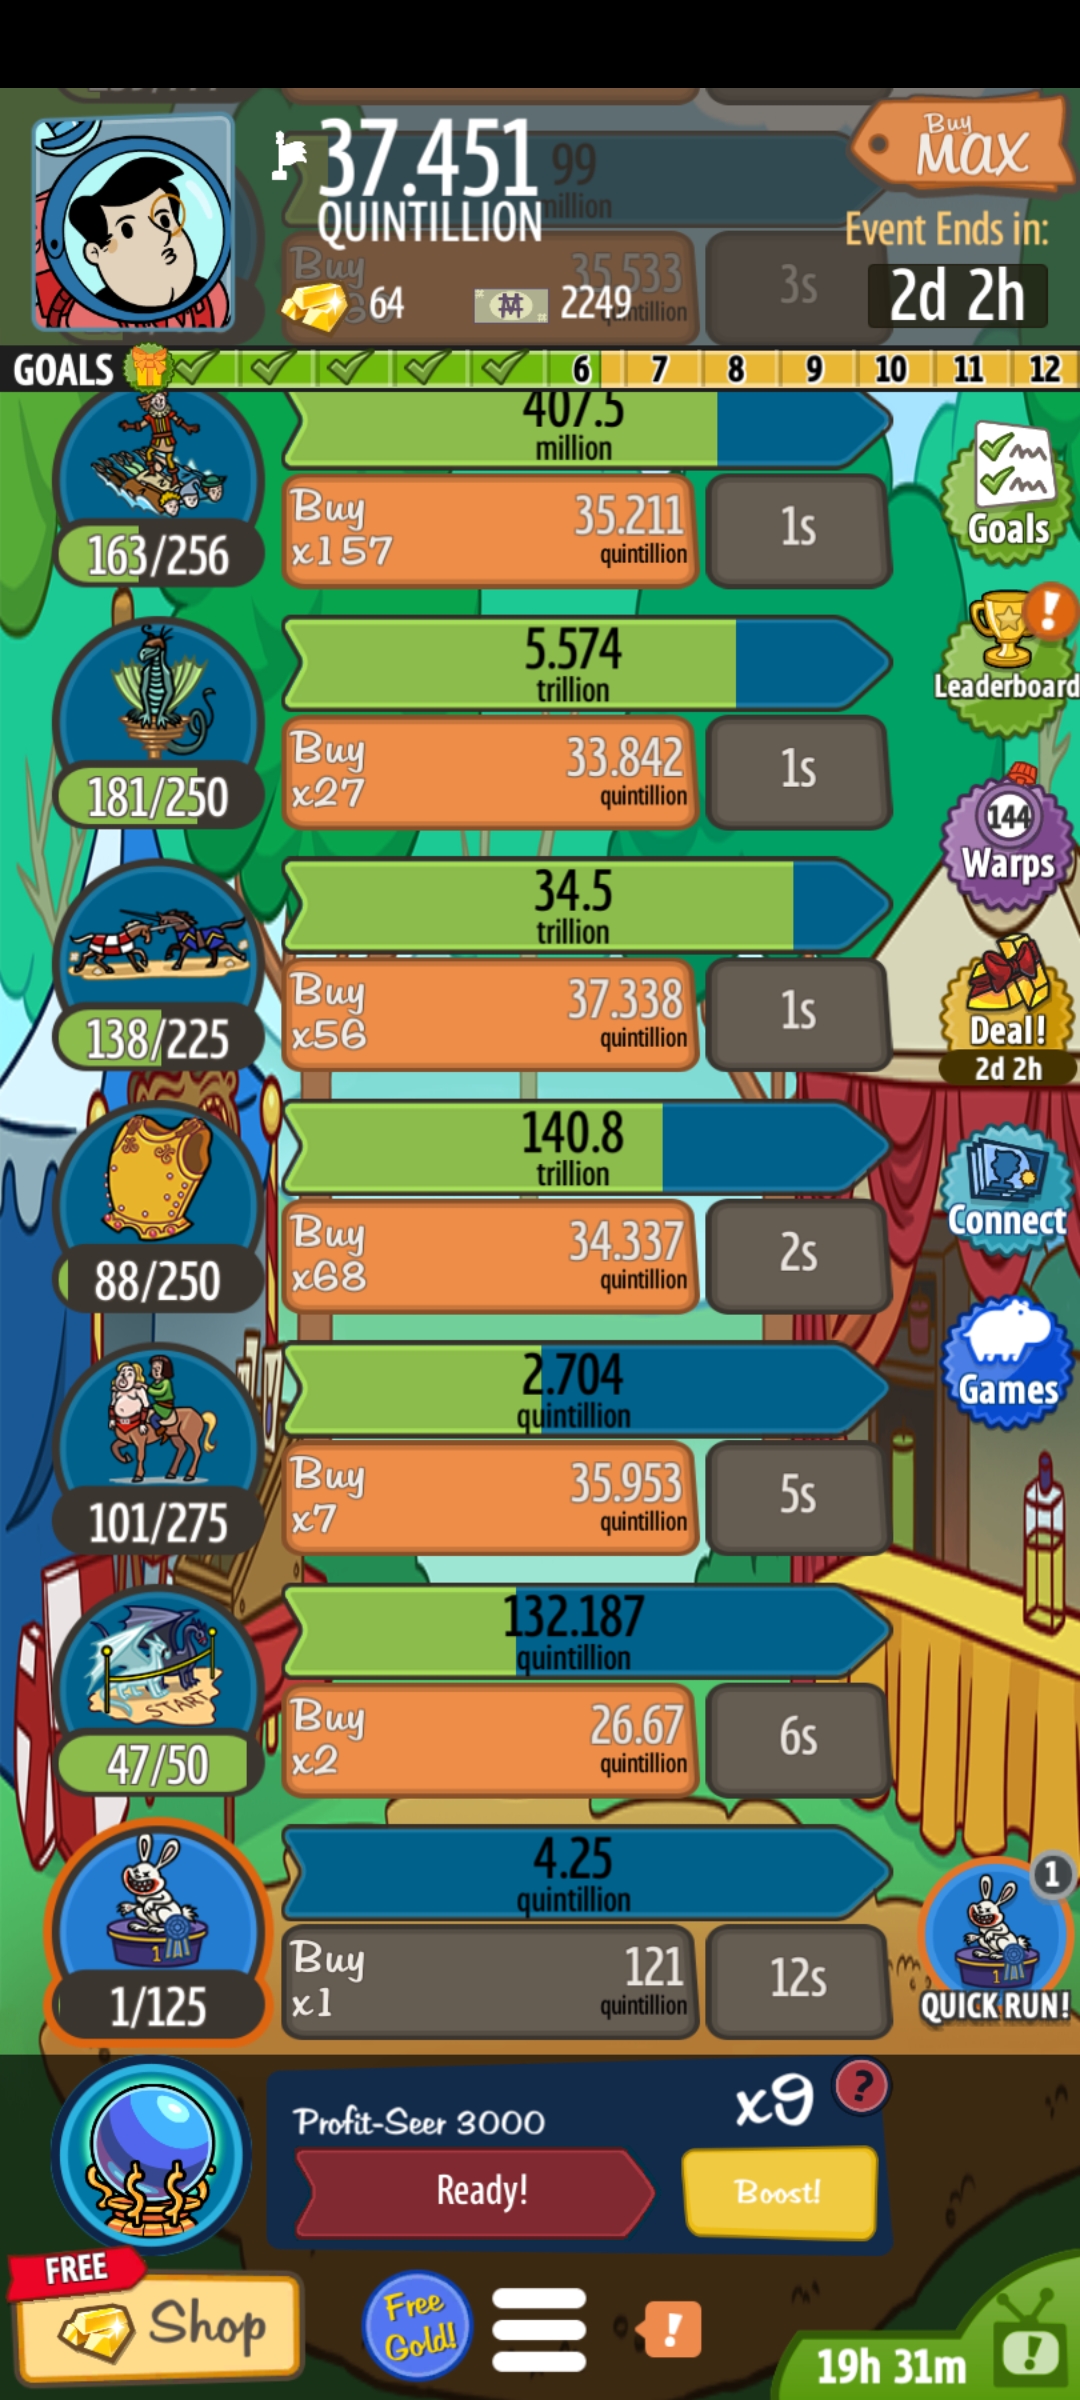 37.451
QUINTILLION
99
million
Buy
MAX
Event Ends in:
2d 2h
Buy
35.533
quintillion
3s
64
2249
GOALS
6 7 8 9 10 11 12
407.5
million
Buy
x157
35.211
quintillion
1s
163/256
Goals
5.574
trillion
Buy
x27
33.842
quintillion
1s
181/250
Leaderboard
144
Warps
34.5
trillion
Buy
x56
37.338
quintillion
1s
138/225
Deal!
2d 2h
140.8
trillion
Buy
x68
34.337
quintillion
2s
88/250
Connect
2.704
quintillion
Buy
x7
35.953
quintillion
5s
101/275
Games
132.187
quintillion
START
Buy
x2
26.67
quintillion
6s
47/50
4.25
quintillion
1
Buy
x1
121
quintillion
12s
1/125
1
1
QUICK RUN!
Profit-Seer 3000
x9
?
Ready!
Boost!
FREE
Shop
Free
Gold!
!
19h 31m